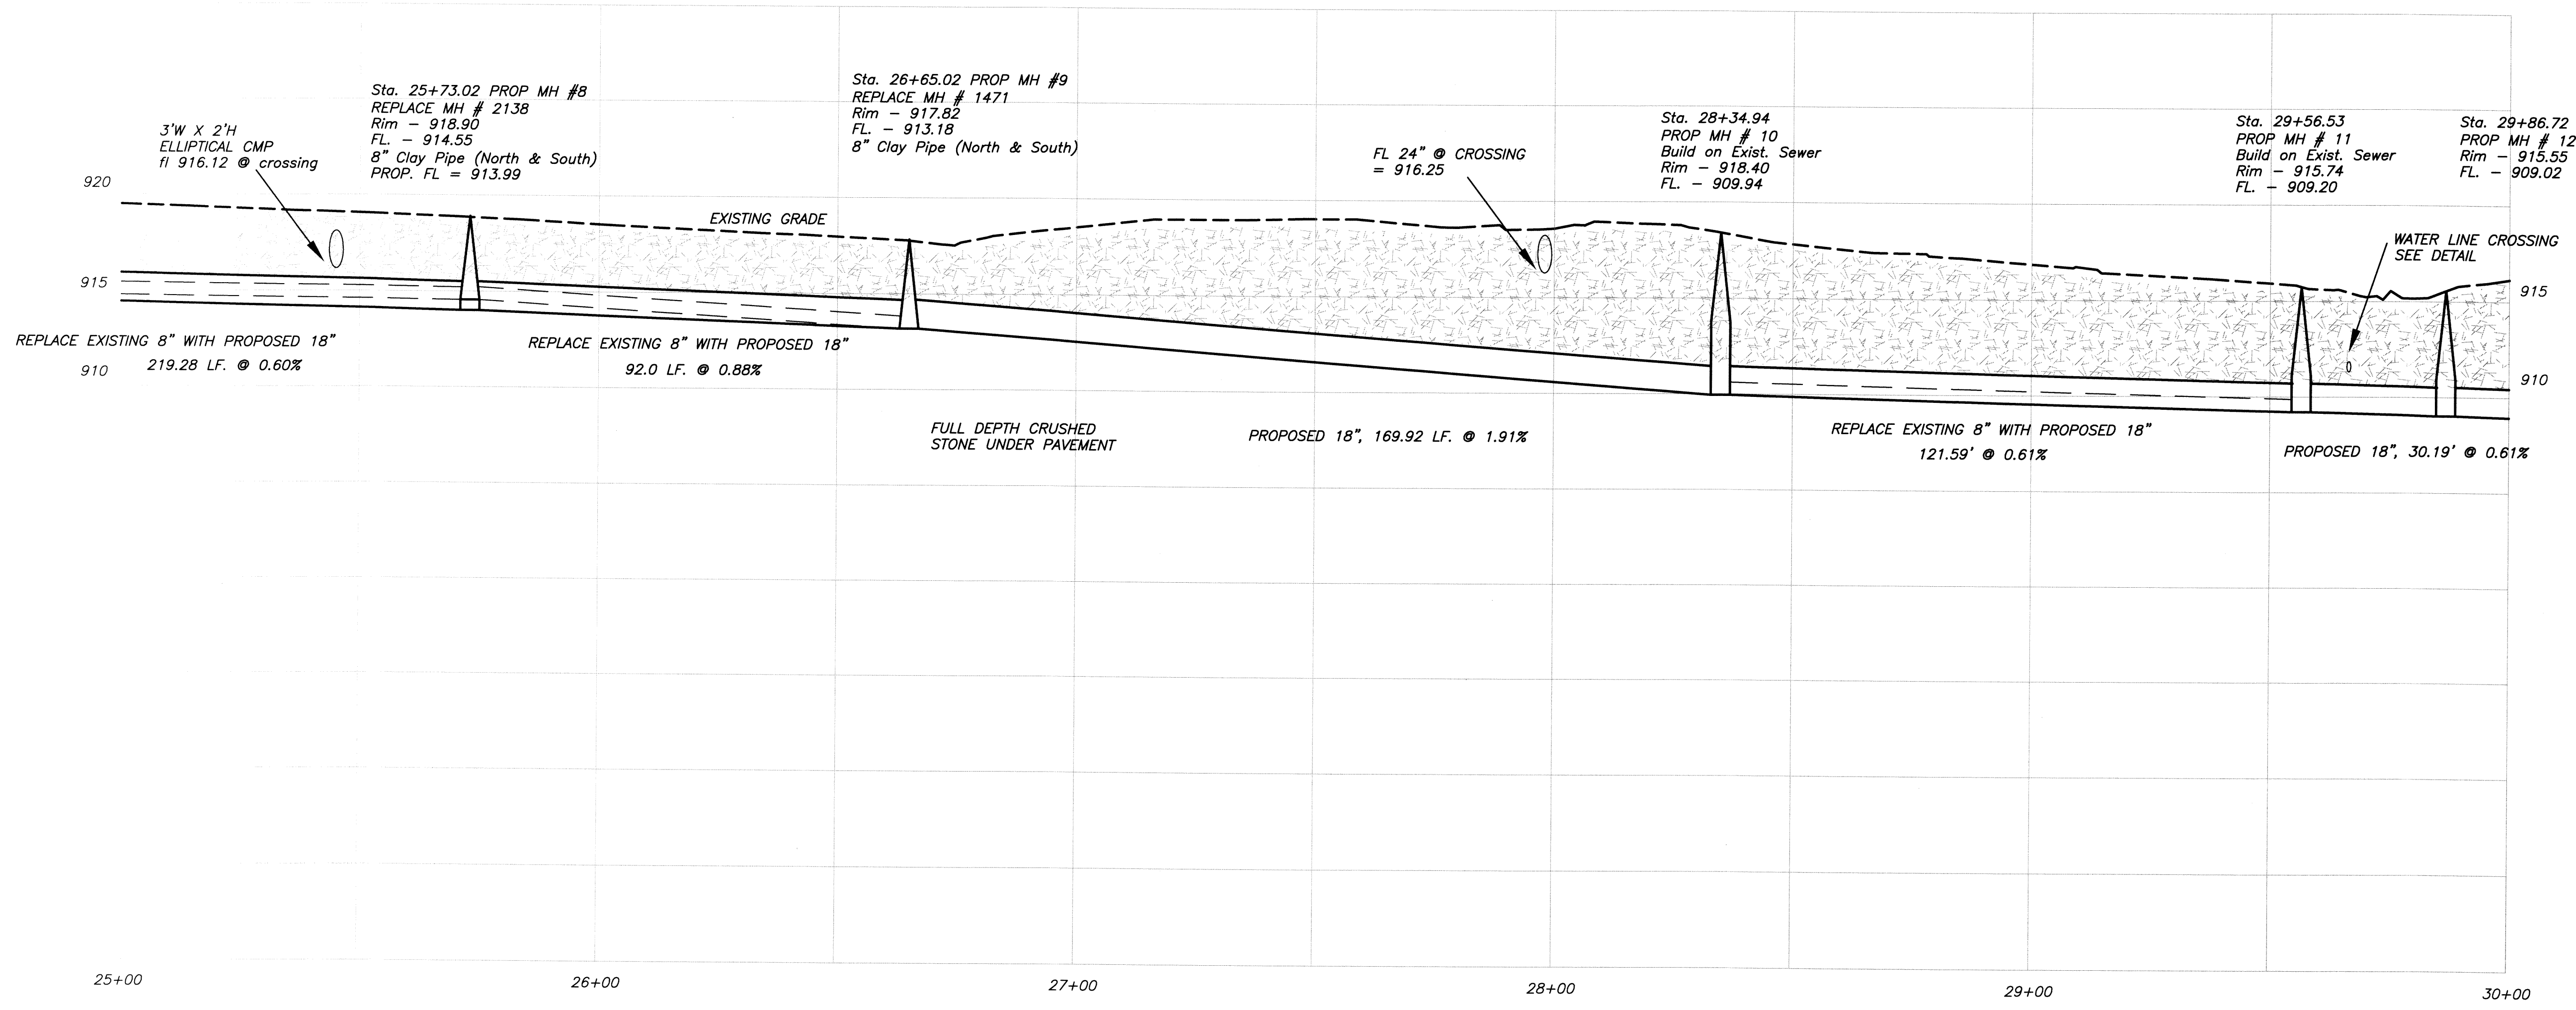 3'W X 2'H
ELLIPTICAL CMP
fl 916.12 @ crossing
Sta. 25+73.02 PROP MH #8
REPLACE MH # 2138
Rim - 918.90
FL. - 914.55
8" Clay Pipe (North & South)
PROP. FL = 913.99
Sta. 26+65.02 PROP MH #9
REPLACE MH # 1471
Rim - 917.82
FL. - 913.18
8" Clay Pipe (North & South)
FL 24" @ CROSSING
= 916.25
Sta. 28+34.94
PROP MH # 10
Build on Exist. Sewer
Rim - 918.40
FL. - 909.94
Sta. 29+56.53
PROP MH # 11
Build on Exist. Sewer
Rim - 915.74
FL. - 909.20
Sta. 29+86.72
PROP MH # 12
Rim - 915.55
FL. - 909.02
920
EXISTING GRADE
WATER LINE CROSSING
SEE DETAIL
915
915
REPLACE EXISTING 8" WITH PROPOSED 18"
219.28 LF. @ 0.60%
REPLACE EXISTING 8" WITH PROPOSED 18"
92.0 LF. @ 0.88%
910
910
FULL DEPTH CRUSHED
STONE UNDER PAVEMENT
PROPOSED 18", 169.92 LF. @ 1.91%
REPLACE EXISTING 8" WITH PROPOSED 18"
121.59' @ 0.61%
PROPOSED 18", 30.19' @ 0.61%
25+00
26+00
27+00
28+00
29+00
30+00